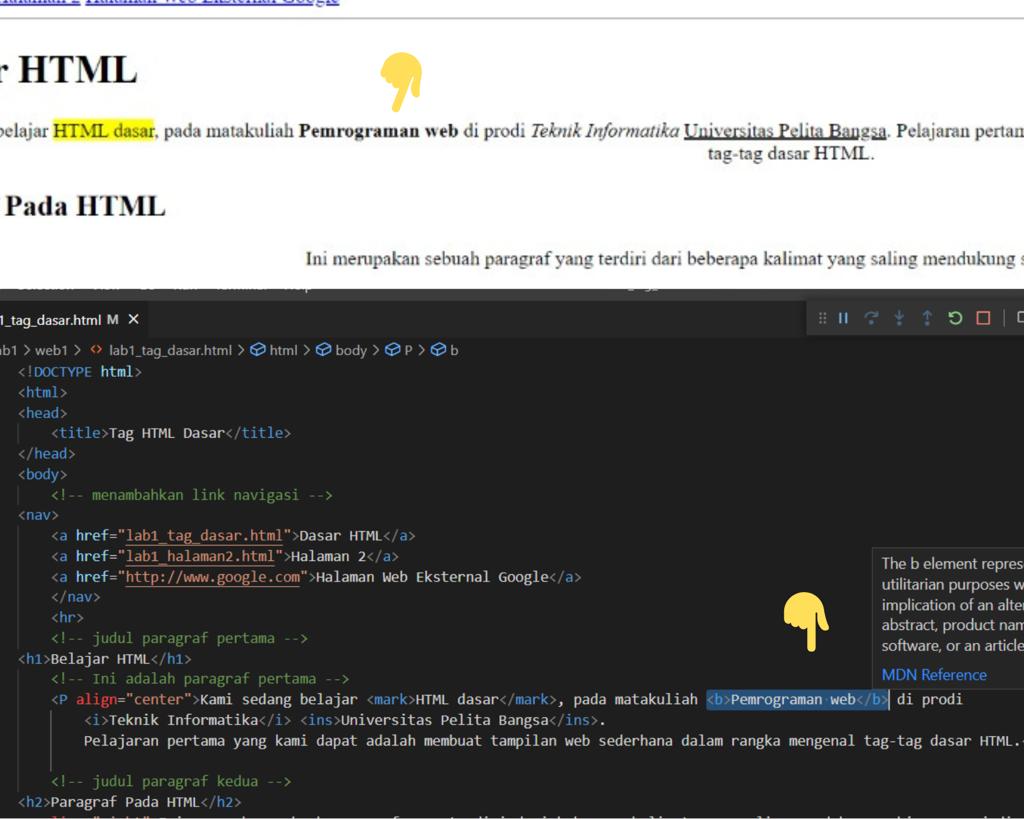 Halaman 2 Halaman Web Eksternal Google
r HTML
belajar HTML dasar, pada matakuliah Pemrograman web di prodi Teknik Informatika Universitas Pelita Bangsa. Pelajaran pertam
tag-tag dasar HTML.
Pada HTML
Ini merupakan sebuah paragraf yang terdiri dari beberapa kalimat yang saling mendukung s
1_tag_dasar.html M
ab1 > web1 > lab1_tag_dasar.html > html > body > P > b
<!DOCTYPE html>
<html>
<head>
<title>Tag HTML Dasar</title>
</head>
<body>
<!-- menambahkan link navigasi -->
<nav>
<a href="lab1_tag_dasar.html">Dasar HTML</a>
<a href="lab1_halaman2.html">Halaman 2</a>
<a href="http://www.google.com">Halaman Web Eksternal Google</a>
</nav>
<hr>
<!-- judul paragraf pertama -->
<h1>Belajar HTML</h1>
<!-- Ini adalah paragraf pertama -->
<P align="center">Kami sedang belajar <mark>HTML dasar</mark>, pada matakuliah <b>Pemrograman web</b> di prodi
<i>Teknik Informatika</i> <ins>Universitas Pelita Bangsa</ins>.
Pelajaran pertama yang kami dapat adalah membuat tampilan web sederhana dalam rangka mengenal tag-tag dasar HTML.<
<!-- judul paragraf kedua -->
<h2>Paragraf Pada HTML</h2>
The b element represe
utilitarian purposes w
implication of an alter
abstract, product nam
software, or an article
MDN Reference